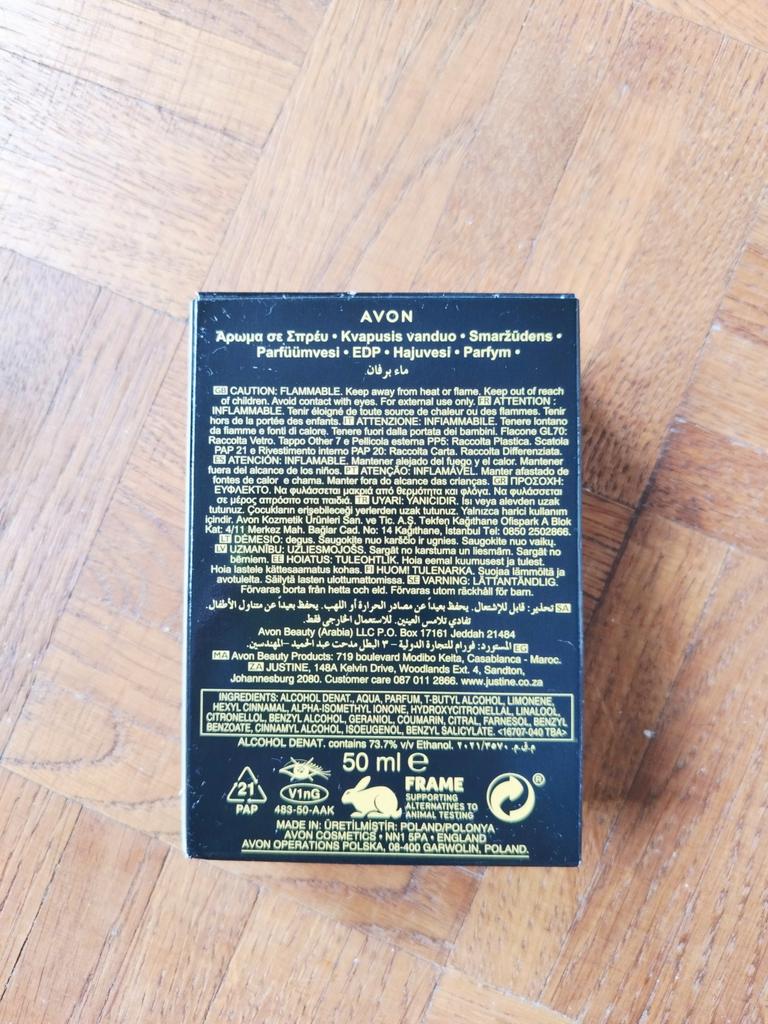 AVON
Άρωμα σε Σπρέυ • Kvapusis vanduo • Smaržūdens •
Parfüümvesi • EDP • Hajuvesi • Parfym •
ماء برفان
GB CAUTION: FLAMMABLE. Keep away from heat or flame. Keep out of reach
of children. Avoid contact with eyes. For external use only. FR ATTENTION :
INFLAMMABLE. Tenir éloigné de toute source de chaleur ou des flammes. Tenir
hors de la portée des enfants. IT ATTENZIONE: INFIAMMABILE. Tenere lontano
da fiamme e fonti di calore. Tenere fuori dalla portata dei bambini. Flacone GL70:
Raccolta Vetro. Tappo Other 7 e Pellicola esterna PP5: Raccolta Plastica. Scatola
PAP 21 e Rivestimento interno PAP 20: Raccolta Carta. Raccolta Differenziata.
ES ATENCIÓN: INFLAMABLE. Mantener alejado del fuego y el calor. Mantener
fuera del alcance de los niños. PT ATENÇÃO: INFLAMÁVEL. Manter afastado de
fontes de calor e chama. Manter fora do alcance das crianças. GR ΠΡΟΣΟΧΗ:
ΕΥΦΛΕΚΤΟ. Να φυλάσσεται μακριά από θερμότητα και φλόγα. Να φυλάσσεται
σε μέρος απρόσιτο στα παιδιά. TR UYARI: YANICIDIR. Isı veya alevden uzak
tutunuz. Çocukların erişebileceği yerlerden uzak tutunuz. Yalnızca harici kullanım
içindir. Avon Kozmetik Ürünleri San. ve Tic. A.Ş. Tekfen Kağıthane Ofispark A Blok
Kat: 4/11 Merkez Mah. Bağlar Cad. No: 14 Kağıthane, İstanbul Tel: 0850 2502866.
LT DĖMESIO: degus. Saugokite nuo karščio ir ugnies. Saugokite nuo vaikų.
LV UZMANĪBU: UZLIESMOJOŠS. Sargāt no karstuma un liesmām. Sargāt no
bērniem. EE HOIATUS: TULEOHTLIK. Hoia eemal kuumusest ja tulest.
Hoia lastele kättesaamatus kohas. FI HUOM! TULENARKA. Suojaa lämmöltä ja
avotulelta. Säilytä lasten ulottumattomissa. SE VARNING: LÄTTANTÄNDLIG.
Förvaras borta från hetta och eld. Förvaras utom räckhåll för barn.
SA تحذير: قابل للإشتعال. يحفظ بعيداً عن مصادر الحرارة أو اللهب. يحفظ بعيداً عن متناول الأطفال.
تفادي تلامس العينين. للاستعمال الخارجي فقط.
Avon Beauty (Arabia) LLC P.O. Box 17161 Jeddah 21484
EG المستورد: فورام للتجارة الدولية - ٣ البطل مدحت عبد الحميد -المهندسين.
MA Avon Beauty Products: 719 boulevard Modibo Keita, Casablanca - Maroc.
ZA JUSTINE, 148A Kelvin Drive, Woodlands Ext. 4, Sandton,
Johannesburg 2080. Customer care 087 011 2866. www.justine.co.za
INGREDIENTS: ALCOHOL DENAT., AQUA, PARFUM, T-BUTYL ALCOHOL, LIMONENE,
HEXYL CINNAMAL, ALPHA-ISOMETHYL IONONE, HYDROXYCITRONELLAL, LINALOOL,
CITRONELLOL, BENZYL ALCOHOL, GERANIOL, COUMARIN, CITRAL, FARNESOL, BENZYL
BENZOATE, CINNAMYL ALCOHOL, ISOEUGENOL, BENZYL SALICYLATE. <16707-040 TBA>
ALCOHOL DENAT. contains 73.7% v/v Ethanol. م.ق.م. ٢٠٢١/٣٥٧٠
50 ml ℮
21
PAP
V1nG
483-50-AAK
FRAME
SUPPORTING
ALTERNATIVES TO
ANIMAL TESTING
®
MADE IN: ÜRETİLMİŞTİR: POLAND/POLONYA
AVON COSMETICS • NN1 5PA • ENGLAND
AVON OPERATIONS POLSKA, 08-400 GARWOLIN, POLAND.